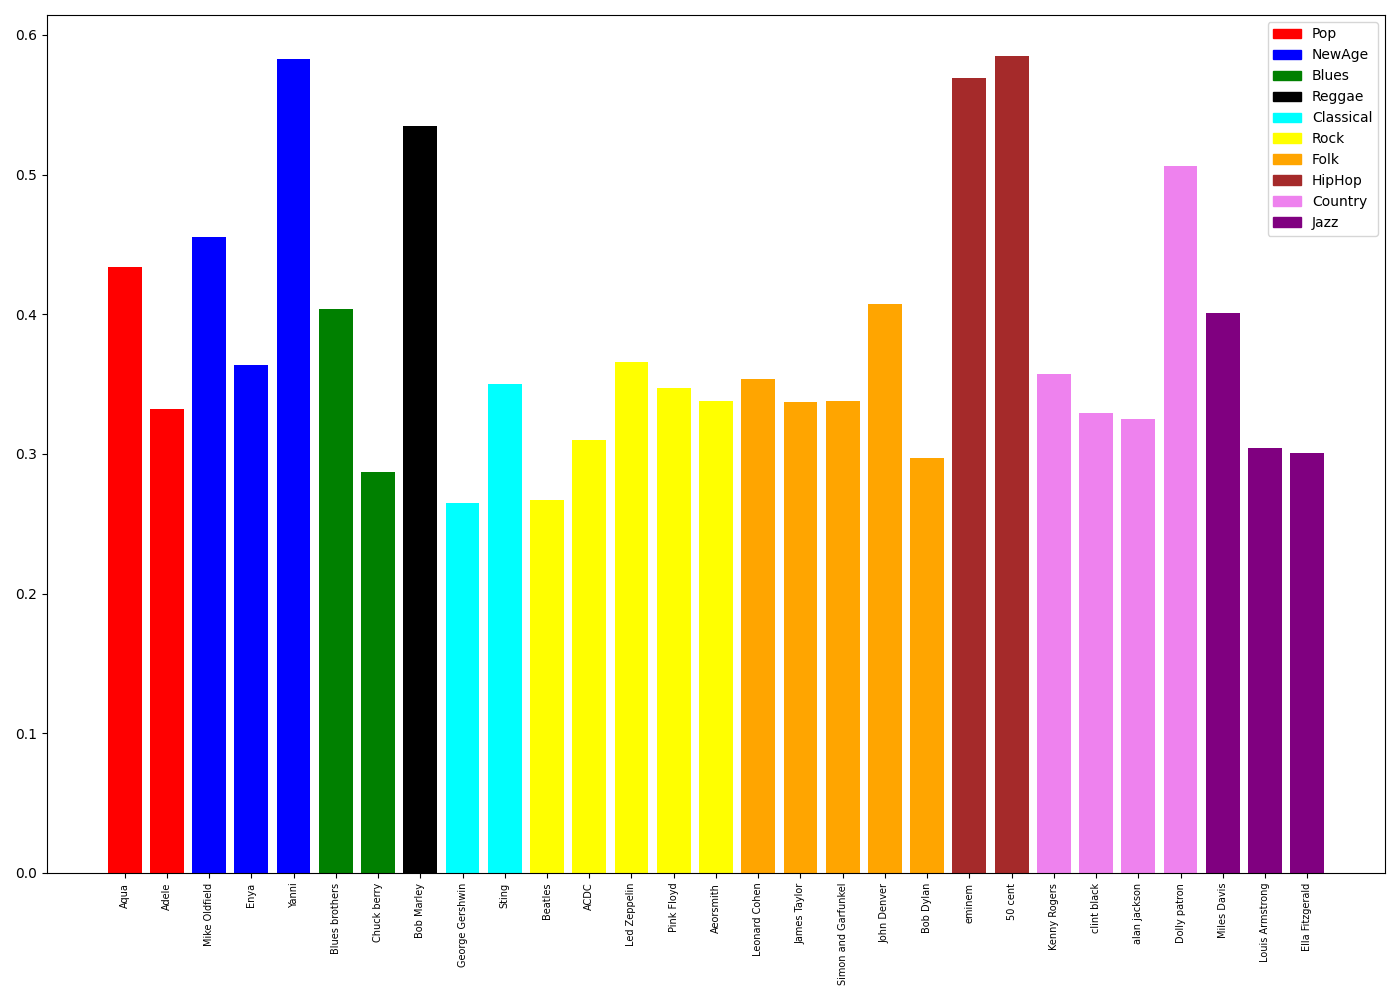 0.6
0.5
0.4
0.3
0.2
0.1
0.0
Pop
NewAge
Blues
Reggae
Classical
Rock
Folk
HipHop
Country
Jazz
Aqua
Adele
Mike Oldfield
Enya
Yanni
Blues brothers
Chuck berry
Bob Marley
George Gershwin
Sting
Beatles
ACDC
Led Zeppelin
Pink Floyd
Aeorsmith
Leonard Cohen
James Taylor
Simon and Garfunkel
John Denver
Bob Dylan
eminem
50 cent
Kenny Rogers
clint black
alan jackson
Dolly patron
Miles Davis
Louis Armstrong
Ella Fitzgerald